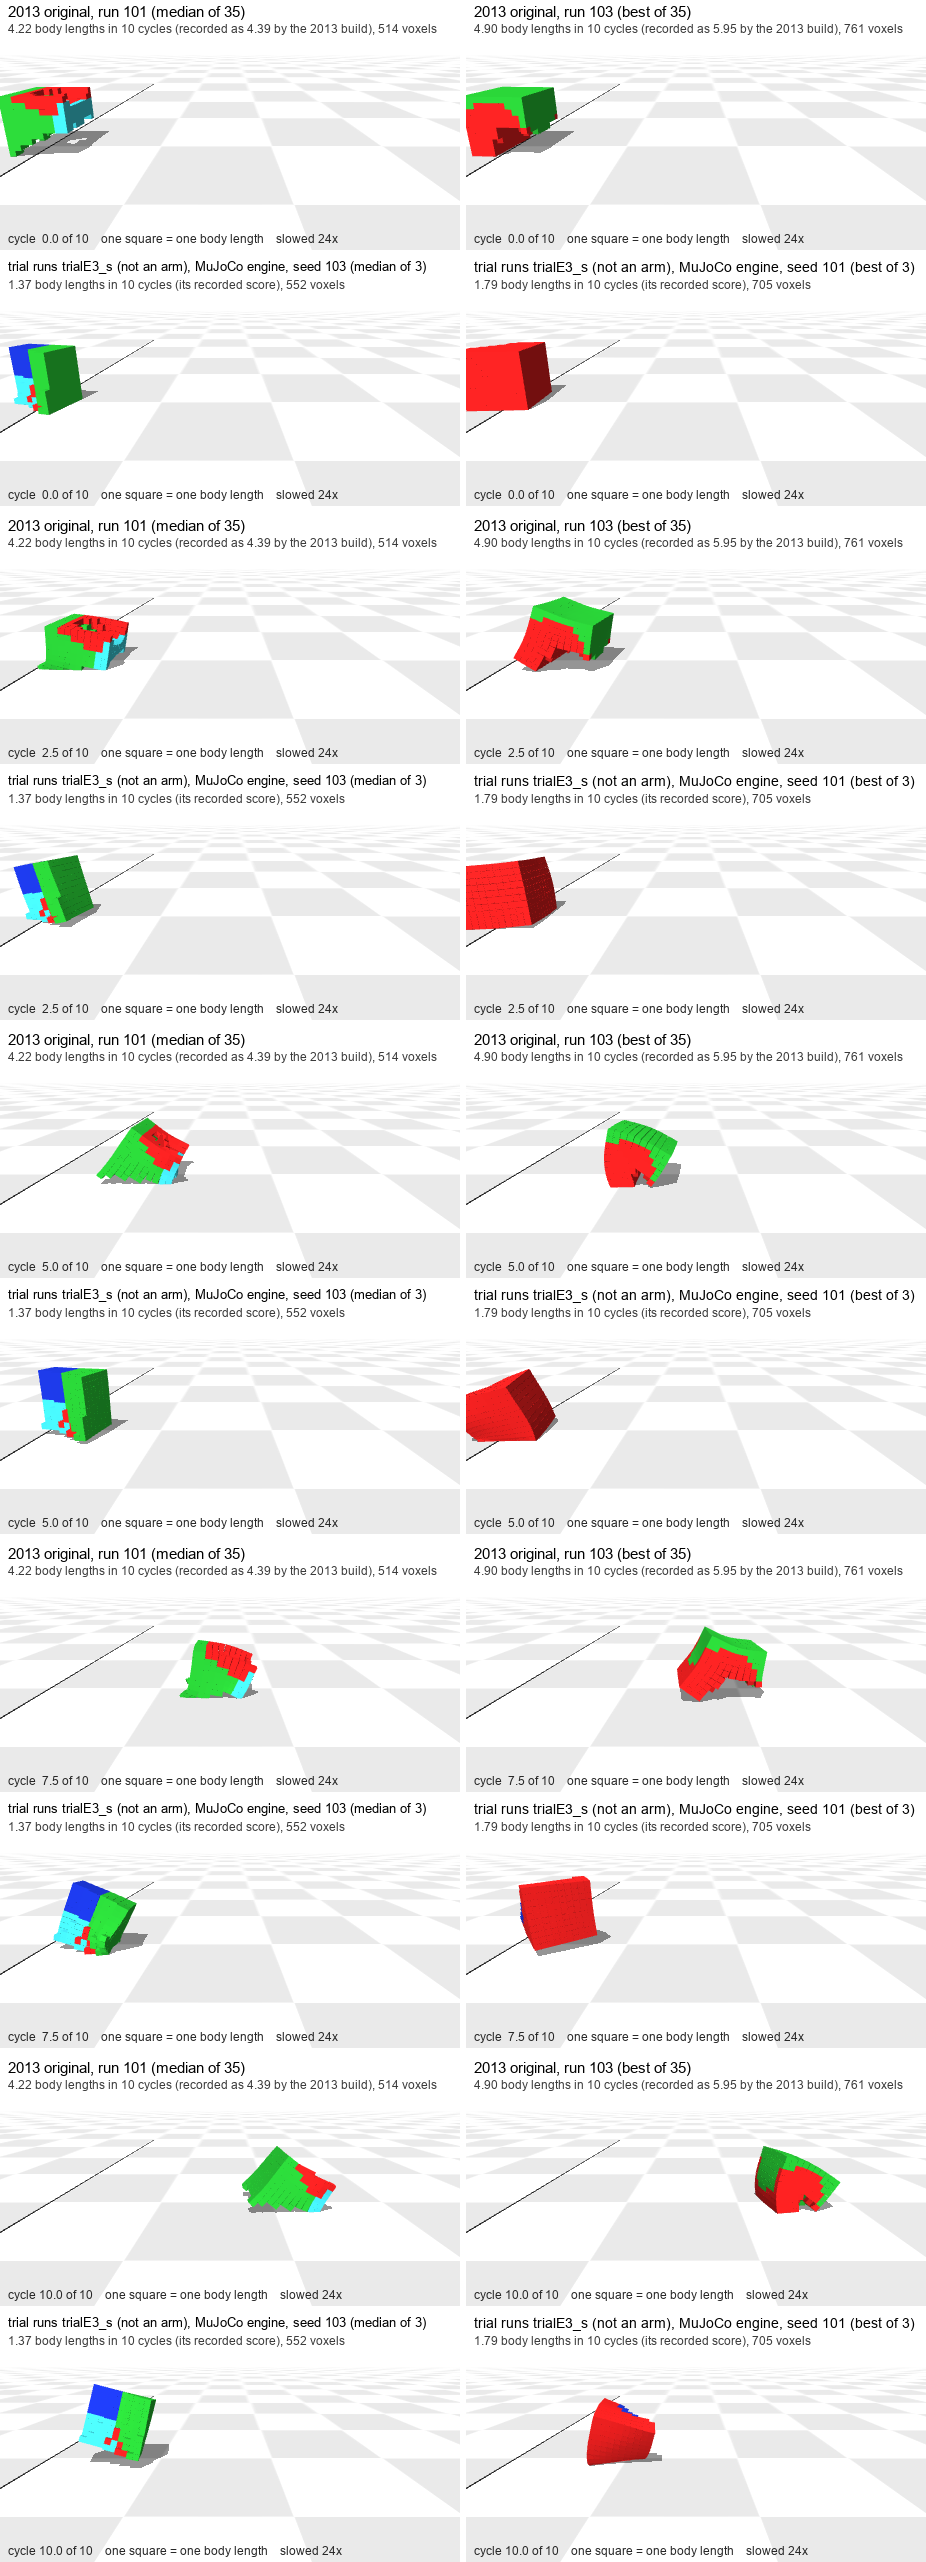 2013 original, run 101 (median of 35)
4.22 body lengths in 10 cycles (recorded as 4.39 by the 2013 build), 514 voxels
2013 original, run 103 (best of 35)
4.90 body lengths in 10 cycles (recorded as 5.95 by the 2013 build), 761 voxels
cycle 0.0 of 10 one square = one body length slowed 24x
cycle 0.0 of 10 one square = one body length slowed 24x
trial runs trialE3_s (not an arm), MuJoCo engine, seed 103 (median of 3)
1.37 body lengths in 10 cycles (its recorded score), 552 voxels
trial runs trialE3_s (not an arm), MuJoCo engine, seed 101 (best of 3)
1.79 body lengths in 10 cycles (its recorded score), 705 voxels
cycle 0.0 of 10 one square = one body length slowed 24x
cycle 0.0 of 10 one square = one body length slowed 24x
2013 original, run 101 (median of 35)
4.22 body lengths in 10 cycles (recorded as 4.39 by the 2013 build), 514 voxels
2013 original, run 103 (best of 35)
4.90 body lengths in 10 cycles (recorded as 5.95 by the 2013 build), 761 voxels
cycle 2.5 of 10 one square = one body length slowed 24x
cycle 2.5 of 10 one square = one body length slowed 24x
trial runs trialE3_s (not an arm), MuJoCo engine, seed 103 (median of 3)
1.37 body lengths in 10 cycles (its recorded score), 552 voxels
trial runs trialE3_s (not an arm), MuJoCo engine, seed 101 (best of 3)
1.79 body lengths in 10 cycles (its recorded score), 705 voxels
cycle 2.5 of 10 one square = one body length slowed 24x
cycle 2.5 of 10 one square = one body length slowed 24x
2013 original, run 101 (median of 35)
4.22 body lengths in 10 cycles (recorded as 4.39 by the 2013 build), 514 voxels
2013 original, run 103 (best of 35)
4.90 body lengths in 10 cycles (recorded as 5.95 by the 2013 build), 761 voxels
cycle 5.0 of 10 one square = one body length slowed 24x
cycle 5.0 of 10 one square = one body length slowed 24x
trial runs trialE3_s (not an arm), MuJoCo engine, seed 103 (median of 3)
1.37 body lengths in 10 cycles (its recorded score), 552 voxels
trial runs trialE3_s (not an arm), MuJoCo engine, seed 101 (best of 3)
1.79 body lengths in 10 cycles (its recorded score), 705 voxels
cycle 5.0 of 10 one square = one body length slowed 24x
cycle 5.0 of 10 one square = one body length slowed 24x
2013 original, run 101 (median of 35)
4.22 body lengths in 10 cycles (recorded as 4.39 by the 2013 build), 514 voxels
2013 original, run 103 (best of 35)
4.90 body lengths in 10 cycles (recorded as 5.95 by the 2013 build), 761 voxels
cycle 7.5 of 10 one square = one body length slowed 24x
cycle 7.5 of 10 one square = one body length slowed 24x
trial runs trialE3_s (not an arm), MuJoCo engine, seed 103 (median of 3)
1.37 body lengths in 10 cycles (its recorded score), 552 voxels
trial runs trialE3_s (not an arm), MuJoCo engine, seed 101 (best of 3)
1.79 body lengths in 10 cycles (its recorded score), 705 voxels
cycle 7.5 of 10 one square = one body length slowed 24x
cycle 7.5 of 10 one square = one body length slowed 24x
2013 original, run 101 (median of 35)
4.22 body lengths in 10 cycles (recorded as 4.39 by the 2013 build), 514 voxels
2013 original, run 103 (best of 35)
4.90 body lengths in 10 cycles (recorded as 5.95 by the 2013 build), 761 voxels
cycle 10.0 of 10 one square = one body length slowed 24x
cycle 10.0 of 10 one square = one body length slowed 24x
trial runs trialE3_s (not an arm), MuJoCo engine, seed 103 (median of 3)
1.37 body lengths in 10 cycles (its recorded score), 552 voxels
trial runs trialE3_s (not an arm), MuJoCo engine, seed 101 (best of 3)
1.79 body lengths in 10 cycles (its recorded score), 705 voxels
cycle 10.0 of 10 one square = one body length slowed 24x
cycle 10.0 of 10 one square = one body length slowed 24x